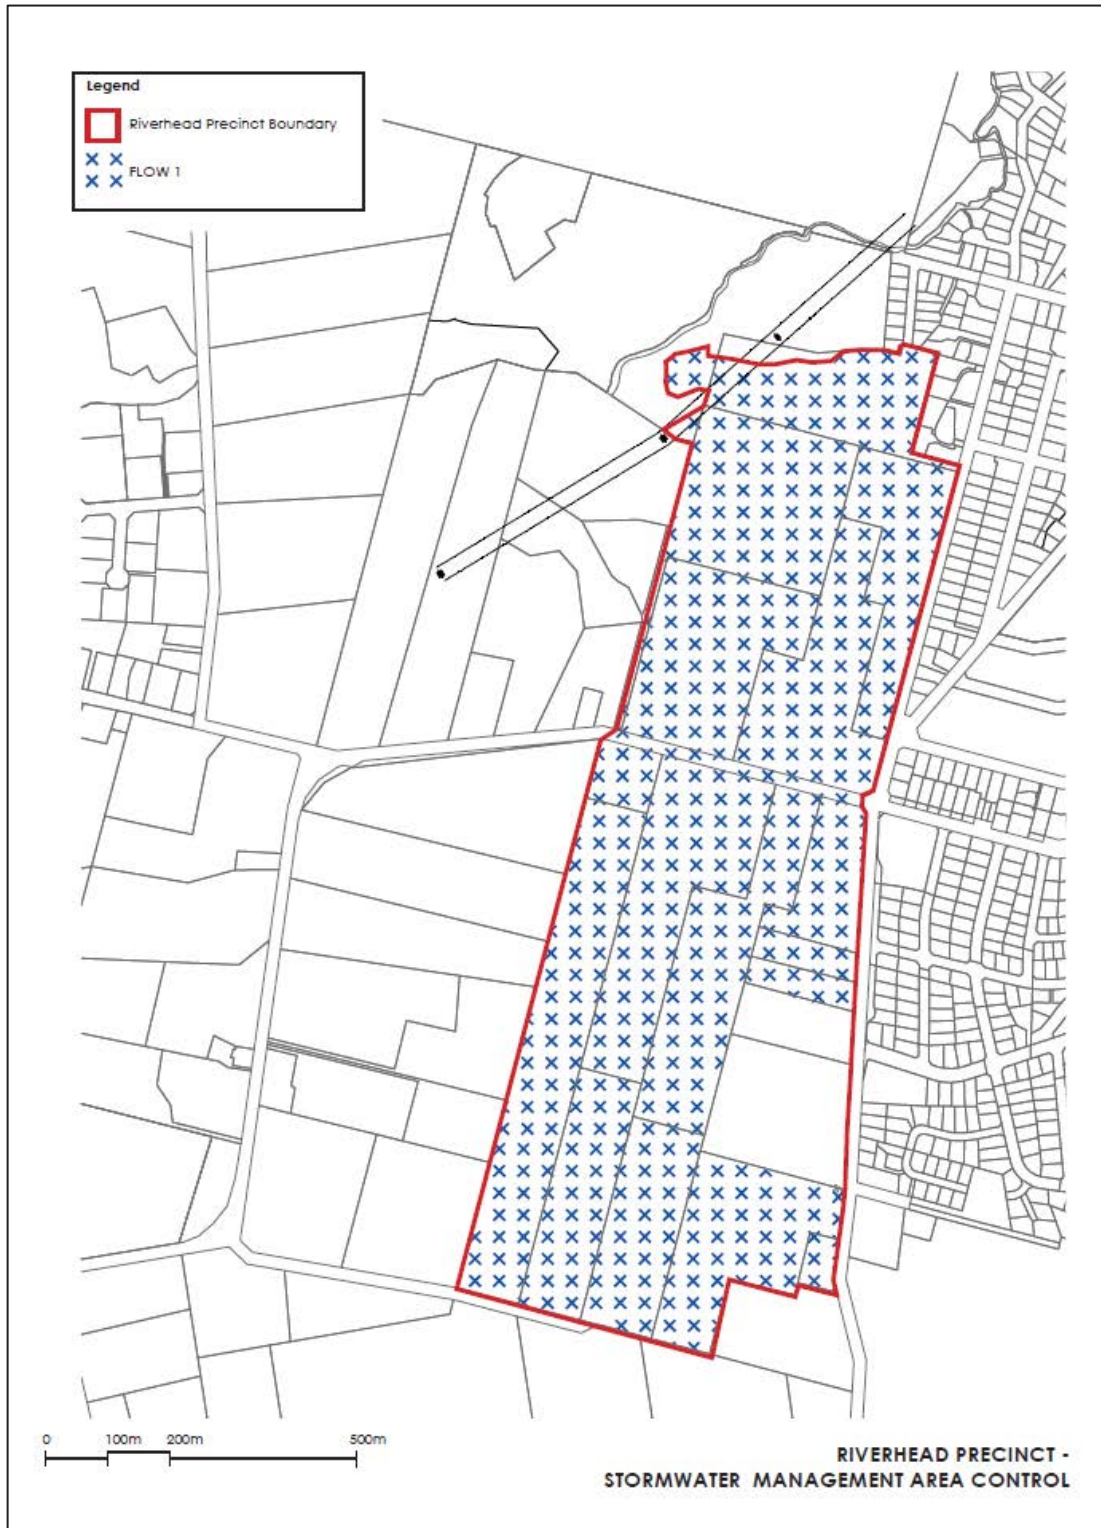 Legend
Riverhead Precinct Boundary
FLOW 1
0 100m 200m 500m
RIVERHEAD PRECINCT -
STORMWATER MANAGEMENT AREA CONTROL